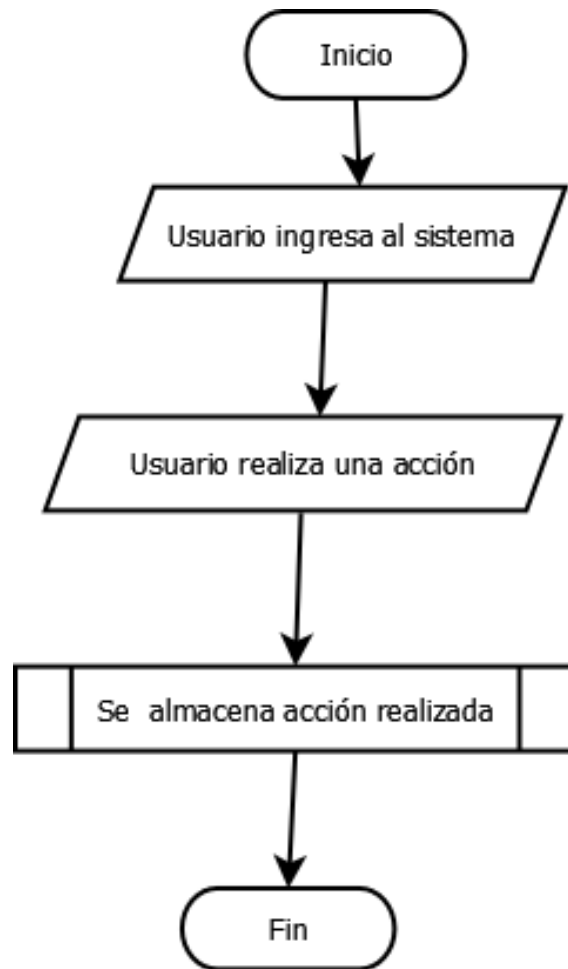 Inicio
Usuario ingresa al sistema
Usuario realiza una acción
Se almacena acción realizada
Fin